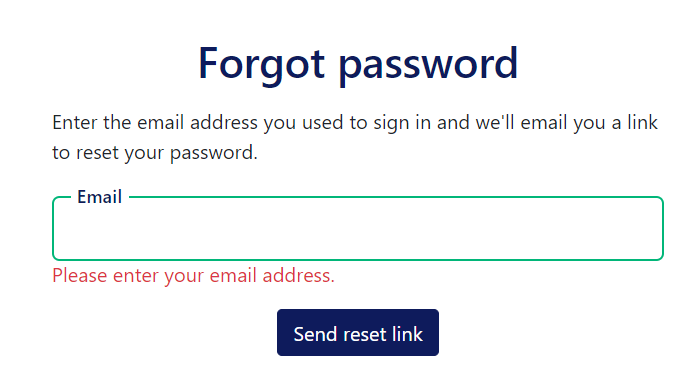 Forgot password
Enter the email address you used to sign in and we'll email you a link
to reset your password.
Email
Please enter your email address.
Send reset link